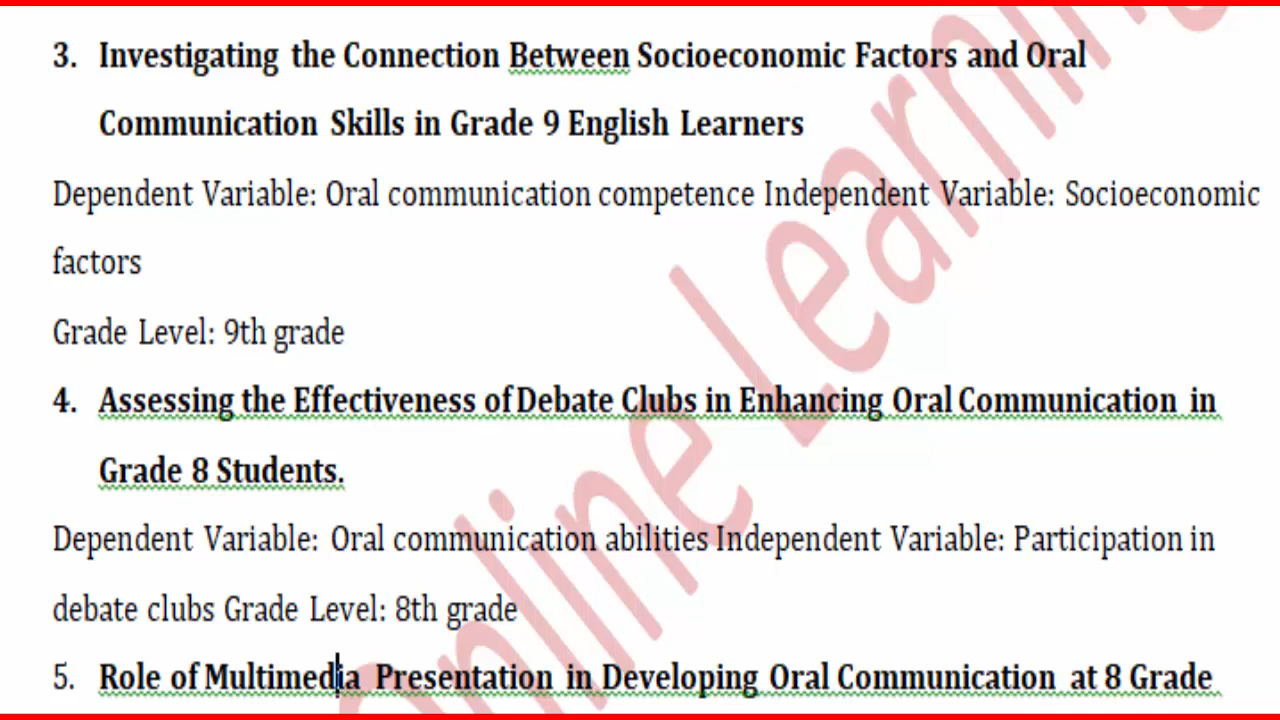 3. Investigating the Connection Between Socioeconomic Factors and Oral
Communication Skills in Grade 9 English Learners
Dependent Variable: Oral communication competence Independent Variable: Socioeconomic
factors
Grade Level: 9th grade
4. Assessing the Effectiveness of Debate Clubs in Enhancing Oral Communication in
Grade 8 Students.
Dependent Variable: Oral communication abilities Independent Variable: Participation in
debate clubs Grade Level: 8th grade
5. Role of Multimedia Presentation in Developing Oral Communication at 8 Grade
Online Learning